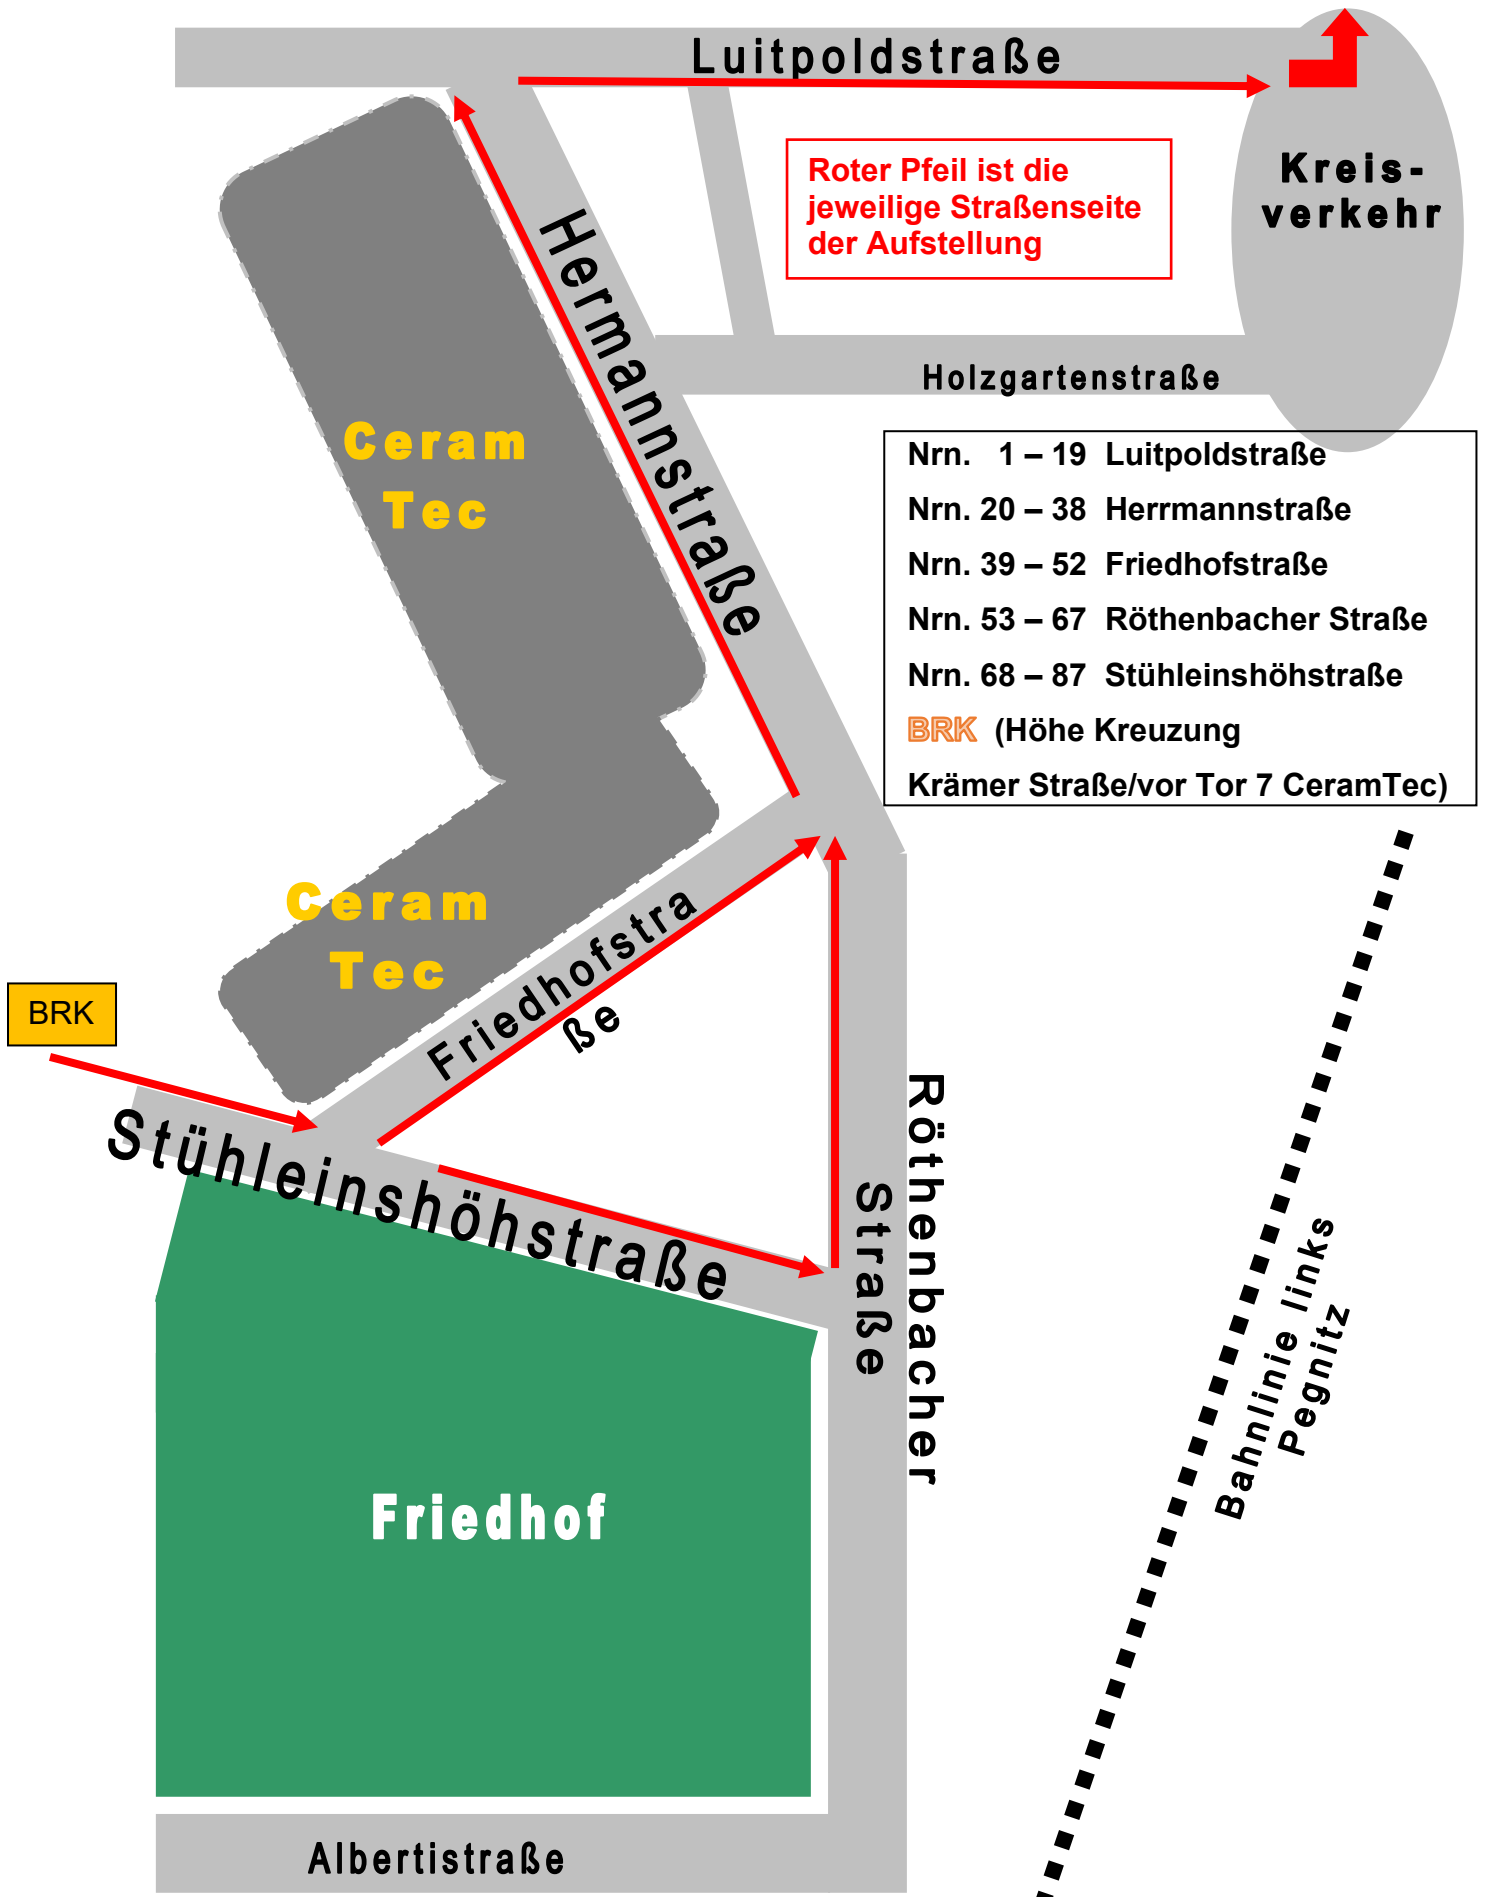 Luitpoldstraße
Roter Pfeil ist die
jeweilige Straßenseite
der Aufstellung
Kreis-
verkehr
Hermannstraße
Holzgartenstraße
Ceram
Tec
Nrn. 1 – 19 Luitpoldstraße
Nrn. 20 – 38 Herrmannstraße
Nrn. 39 – 52 Friedhofstraße
Nrn. 53 – 67 Röthenbacher Straße
Nrn. 68 – 87 Stühleinshöhstraße
BRK (Höhe Kreuzung
Krämer Straße/vor Tor 7 CeramTec)
Ceram
Tec
Friedhofstra
ße
BRK
Stühleinshöhstraße
Röthenbacher
Straße
Bahnlinie links
Pegnitz
Friedhof
Albertistraße